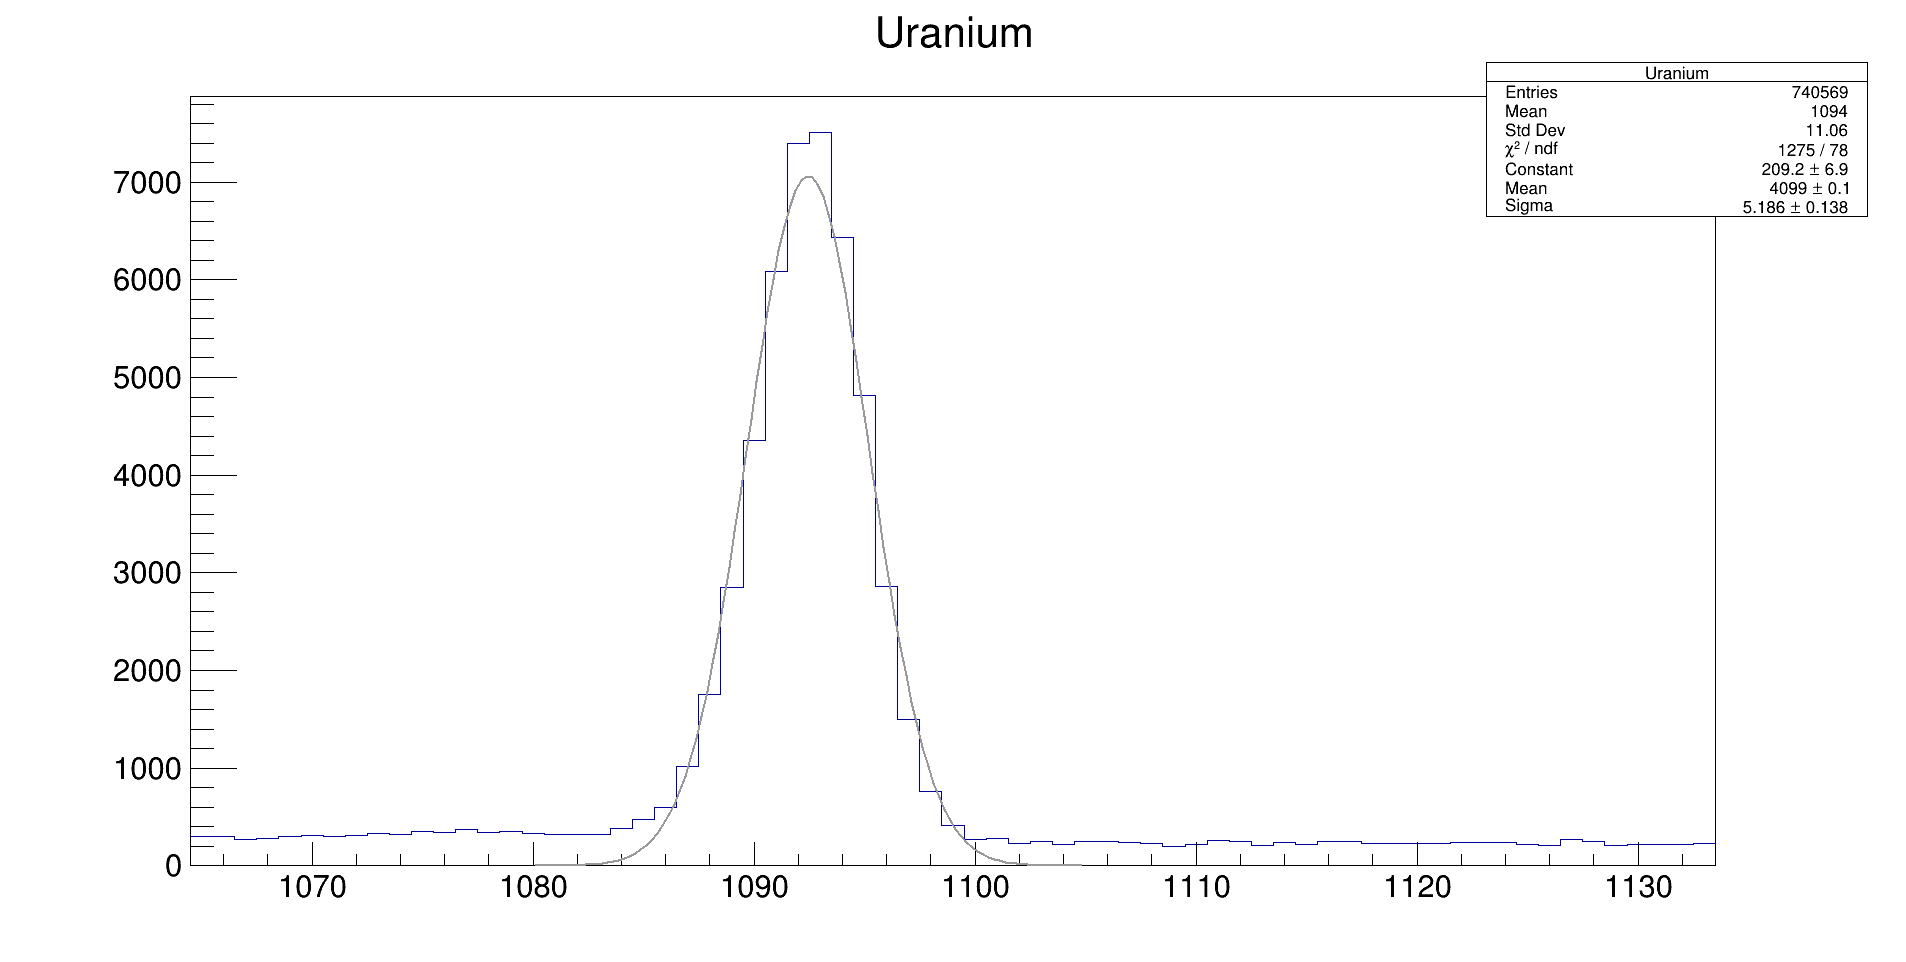 Uranium
Uranium
Entries 740569
Mean 1094
Std Dev 11.06
χ² / ndf 1275 / 78
Constant 209.2 ± 6.9
Mean 4099 ± 0.1
Sigma 5.186 ± 0.138
7000
6000
5000
4000
3000
2000
1000
0
1070 1080 1090 1100 1110 1120 1130